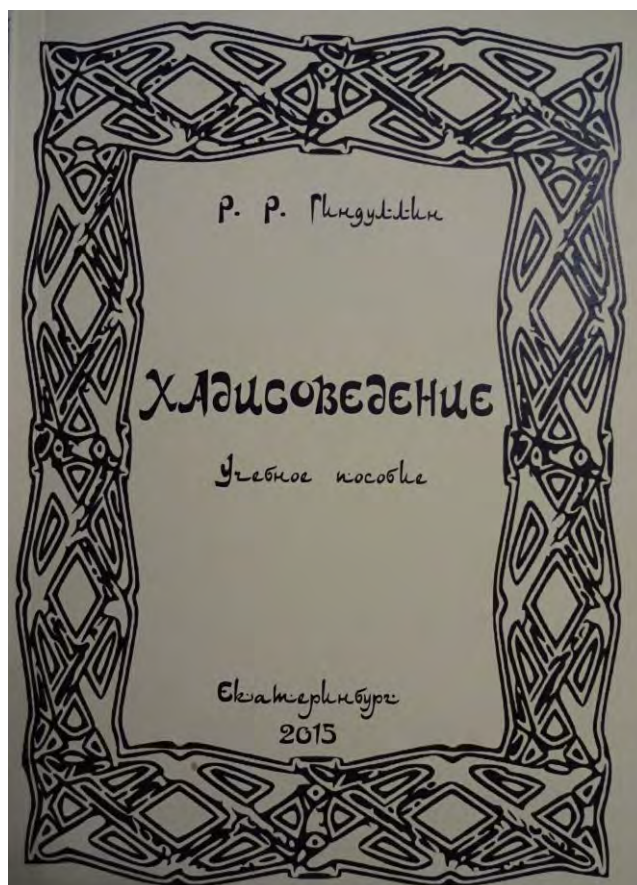 Р. Р. Гиндуллин
ХАДИСОВЕДЕНИЕ
Учебное пособие
Екатеринбург
2015